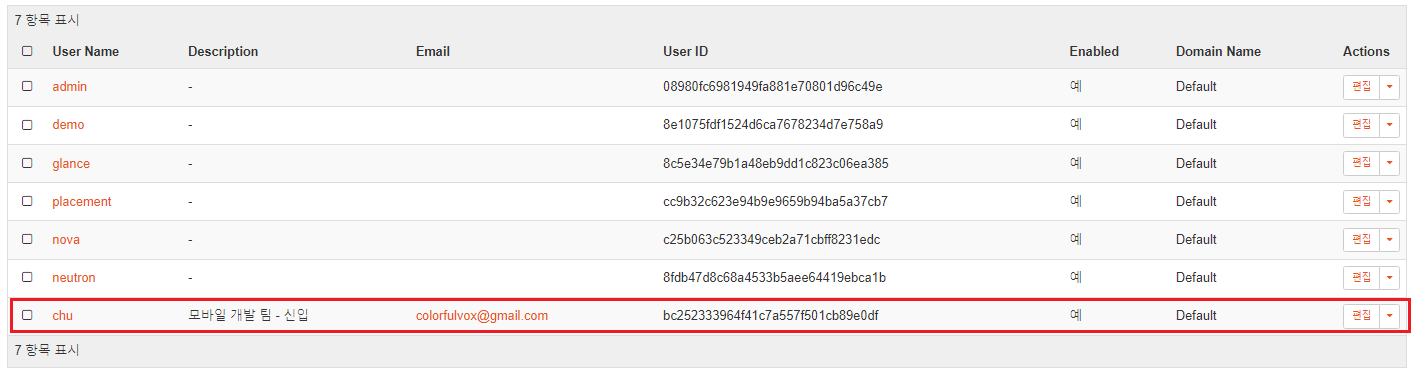 7 항목 표시
User Name Description Email User ID Enabled Domain Name Actions
admin - 08980fc6981949fa881e70801d96c49e 예 Default 편집
demo - 8e1075fdf1524d6ca7678234d7e758a9 예 Default 편집
glance - 8c5e34e79b1a48eb9dd1c823c06ea385 예 Default 편집
placement - cc9b32c623e94b9e9659b94ba5a37cb7 예 Default 편집
nova - c25b063c523349ceb2a71cbff8231edc 예 Default 편집
neutron - 8fdb47d8c68a4533b5aee64419ebca1b 예 Default 편집
chu 모바일 개발 팀 - 신입 colorfulvox@gmail.com bc252333964f41c7a557f501cb89e0df 예 Default 편집
7 항목 표시